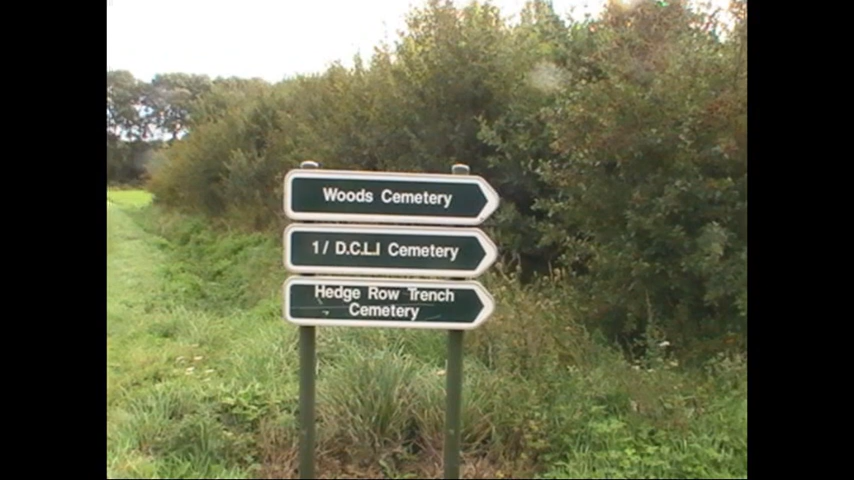 Woods Cemetery
1/ D.C.L.I Cemetery
Hedge Row Trench
Cemetery